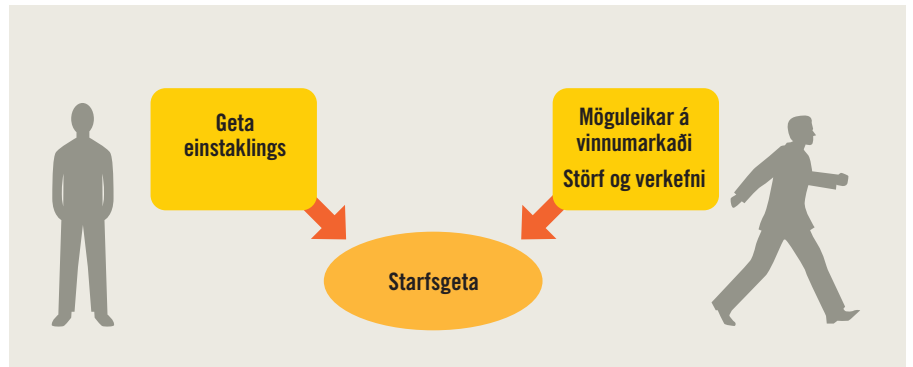 Geta
einstaklings
Möguleikar á
vinnumarkaði
Störf og verkefni
Starfsgeta